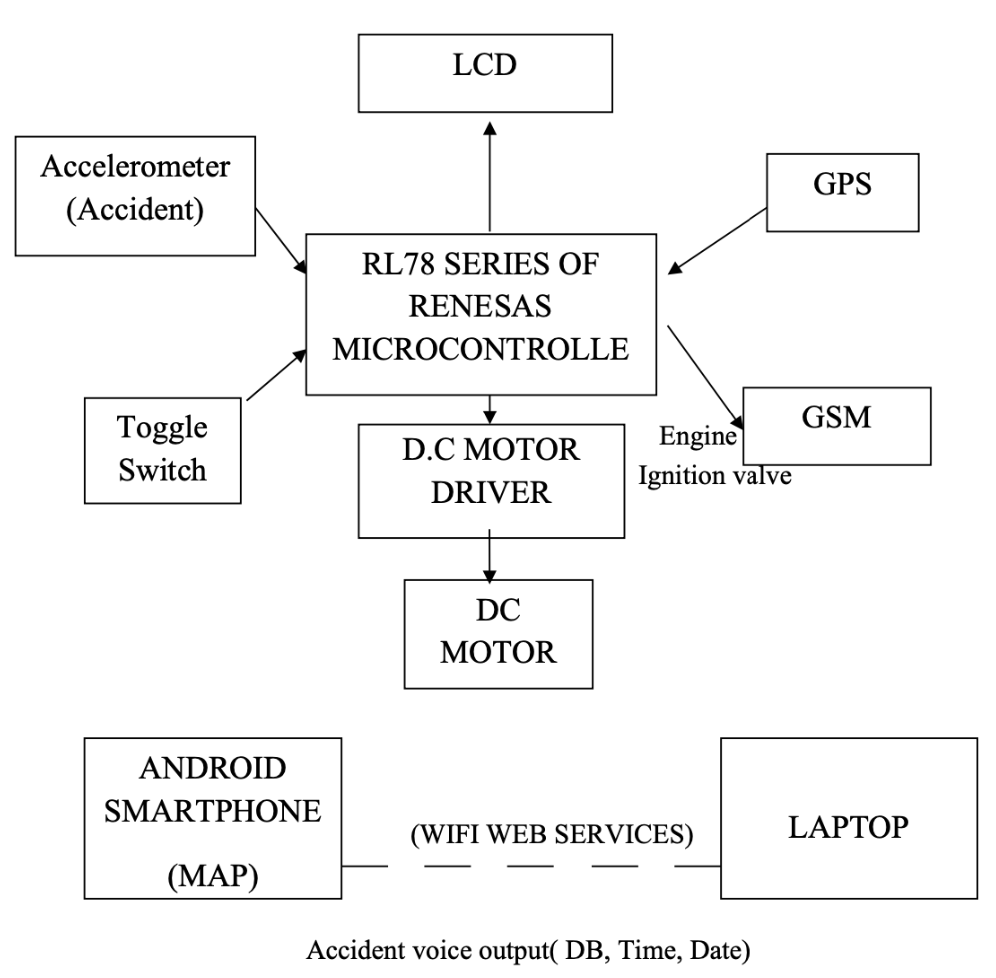 LCD
Accelerometer
(Accident)
GPS
RL78 SERIES OF
RENESAS
MICROCONTROLLE
Toggle
Switch
GSM
Engine
Ignition valve
D.C MOTOR
DRIVER
DC
MOTOR
ANDROID
SMARTPHONE
(MAP)
(WIFI WEB SERVICES)
LAPTOP
Accident voice output( DB, Time, Date)